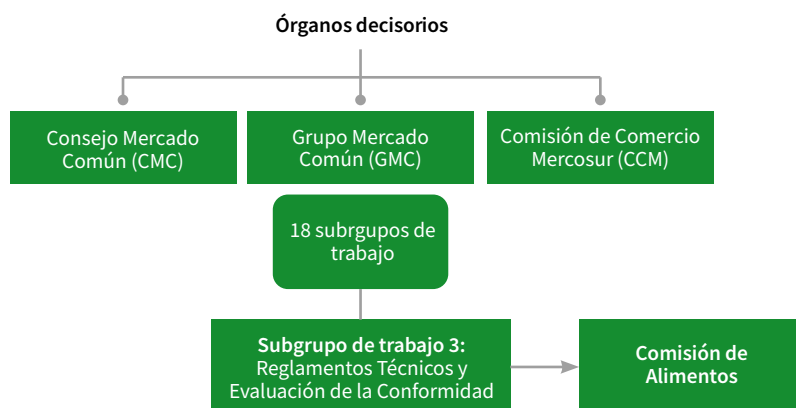 Órganos decisorios
Consejo Mercado
Común (CMC)
Grupo Mercado
Común (GMC)
Comisión de Comercio
Mercosur (CCM)
18 subrgupos de
trabajo
Subgrupo de trabajo 3:
Reglamentos Técnicos y
Evaluación de la Conformidad
Comisión de
Alimentos